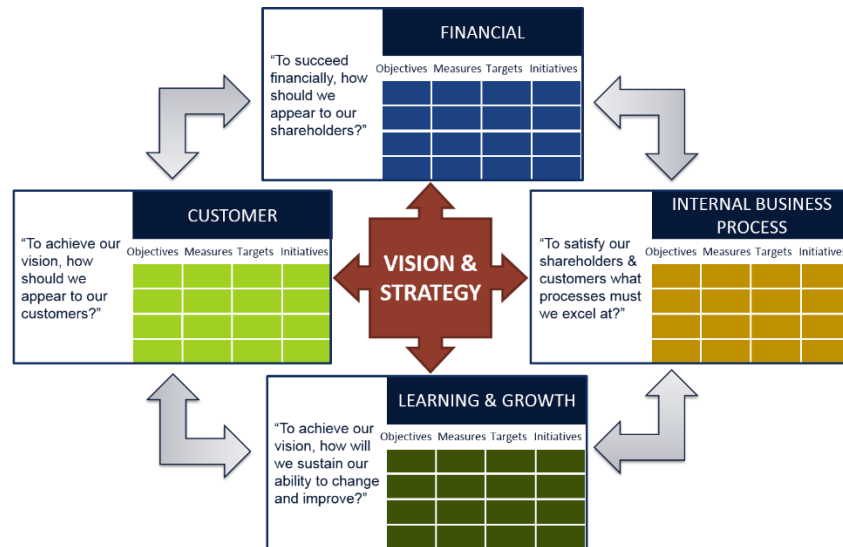 FINANCIAL
“To succeed
financially, how
should we
appear to our
shareholders?”
Objectives Measures Targets Initiatives
CUSTOMER
“To achieve our
vision, how
should we
appear to our
customers?”
Objectives Measures Targets Initiatives
VISION &
STRATEGY
INTERNAL BUSINESS
PROCESS
“To satisfy our
shareholders &
customers what
processes must
we excel at?”
Objectives Measures Targets Initiatives
LEARNING & GROWTH
“To achieve our
vision, how will
we sustain our
ability to change
and improve?”
Objectives Measures Targets Initiatives